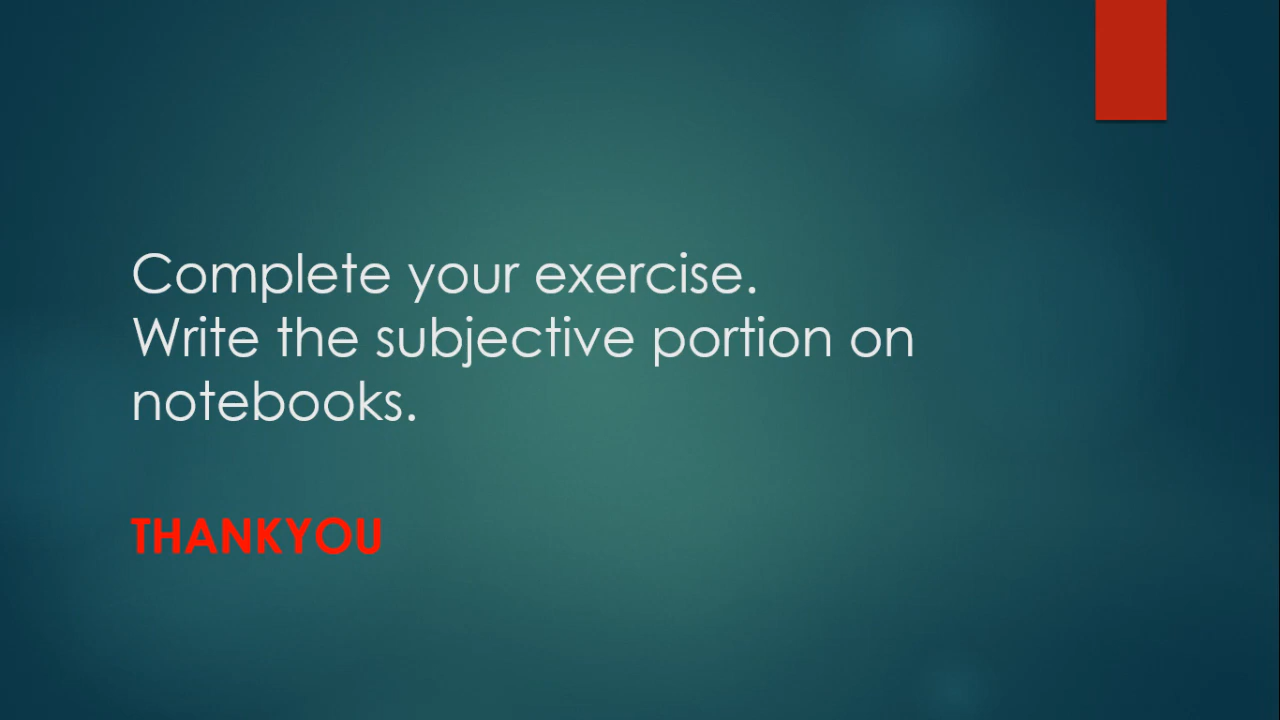 Complete your exercise.
Write the subjective portion on
notebooks.
THANKYOU